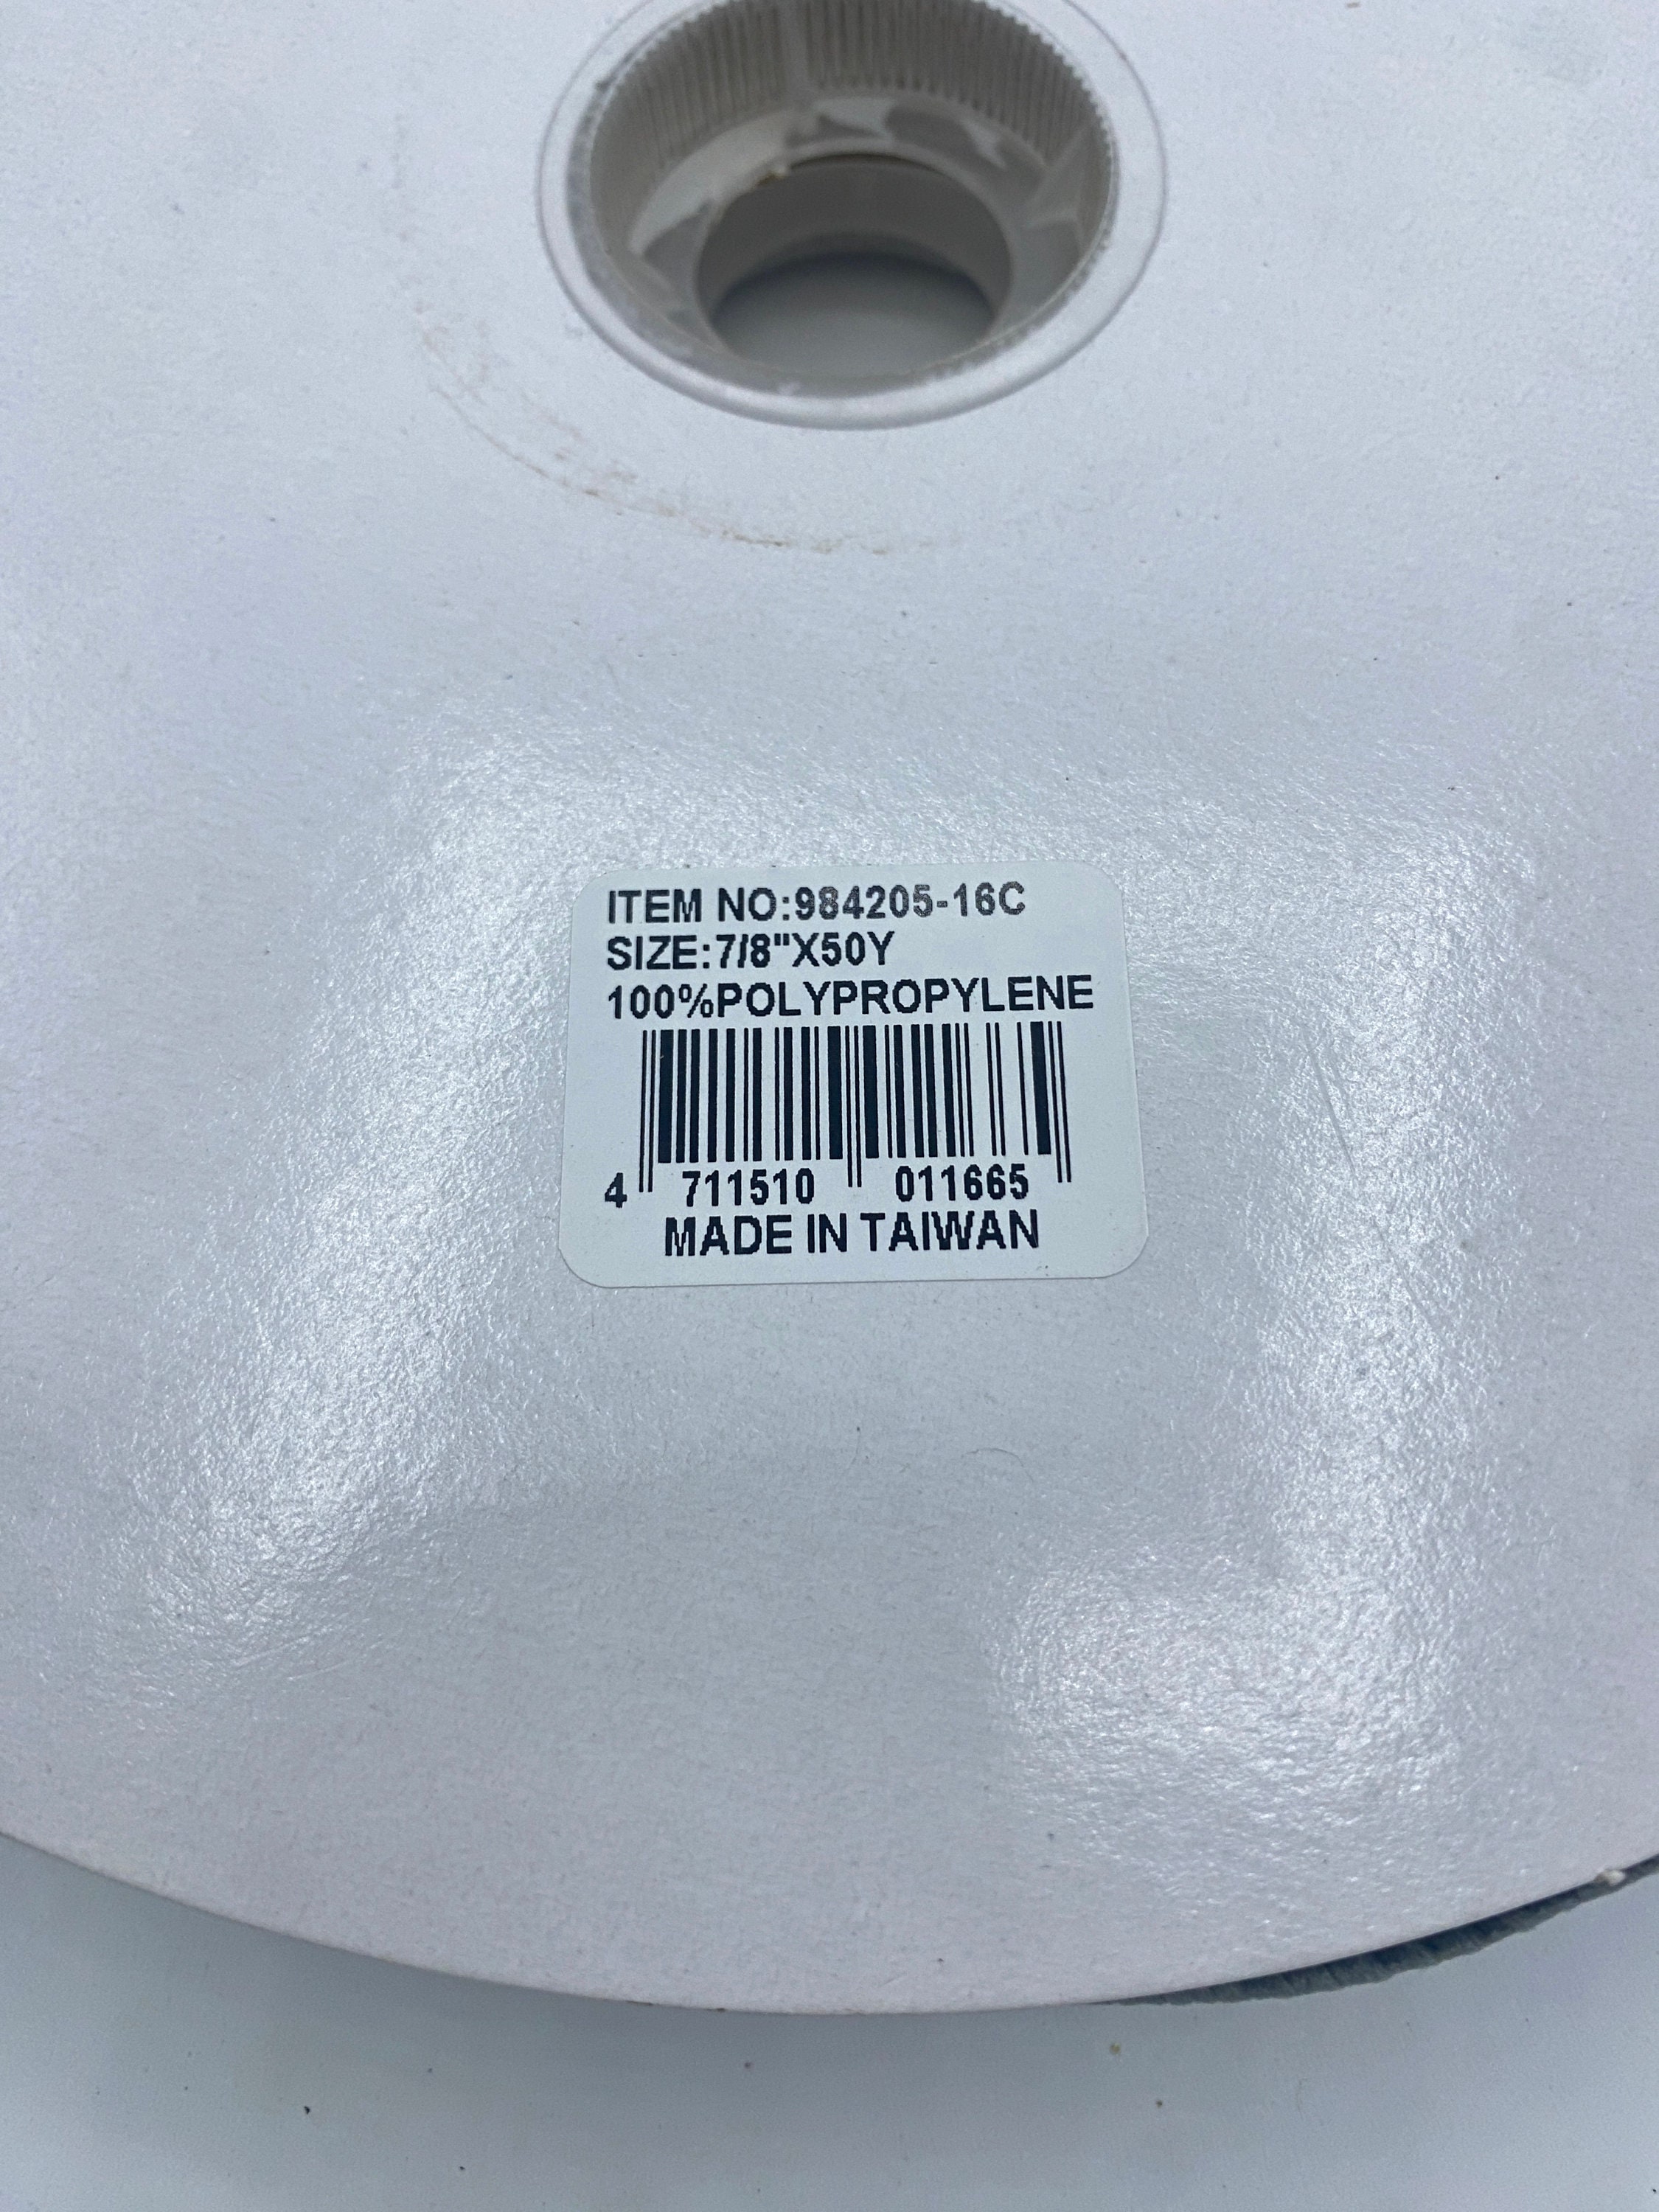 ITEM NO:984205-16C
SIZE:7/8"X50Y
100%POLYPROPYLENE
4 711510 011665
MADE IN TAIWAN